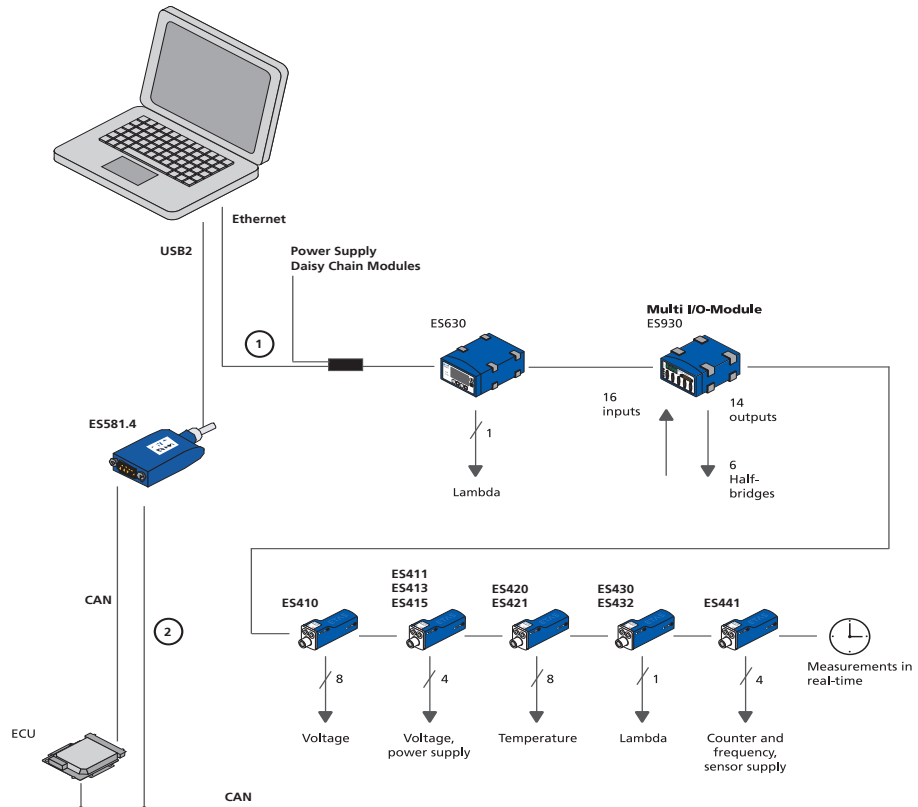 Ethernet
USB2
Power Supply
Daisy Chain Modules
1
ES630
Multi I/O-Module
ES930
16
inputs
14
outputs
1
6
Half-
bridges
Lambda
ES581.4
CAN
2
ES410
ES411
ES413
ES415
ES420
ES421
ES430
ES432
ES441
Measurements in
real-time
8
4
8
1
4
Voltage
Voltage,
power supply
Temperature
Lambda
Counter and
frequency,
sensor supply
ECU
CAN